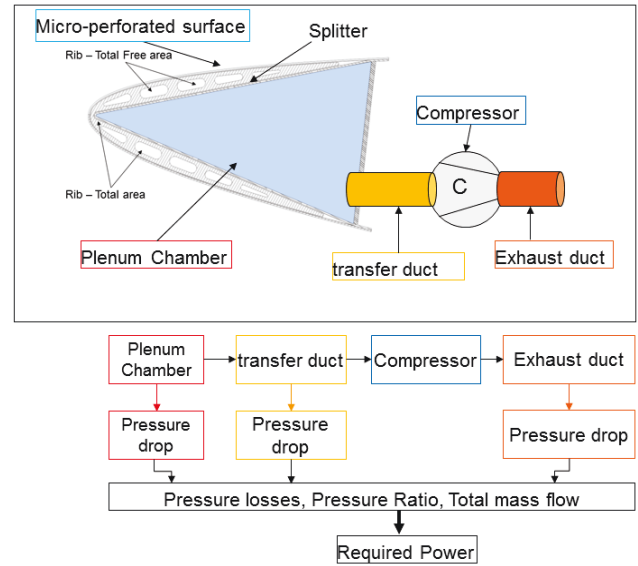 Micro-perforated surface
Splitter
Rib – Total Free area
Compressor
C
Rib – Total area
Plenum Chamber
transfer duct
Exhaust duct
Plenum
Chamber
transfer duct
Compressor
Exhaust duct
Pressure
drop
Pressure
drop
Pressure drop
Pressure losses, Pressure Ratio, Total mass flow
Required Power